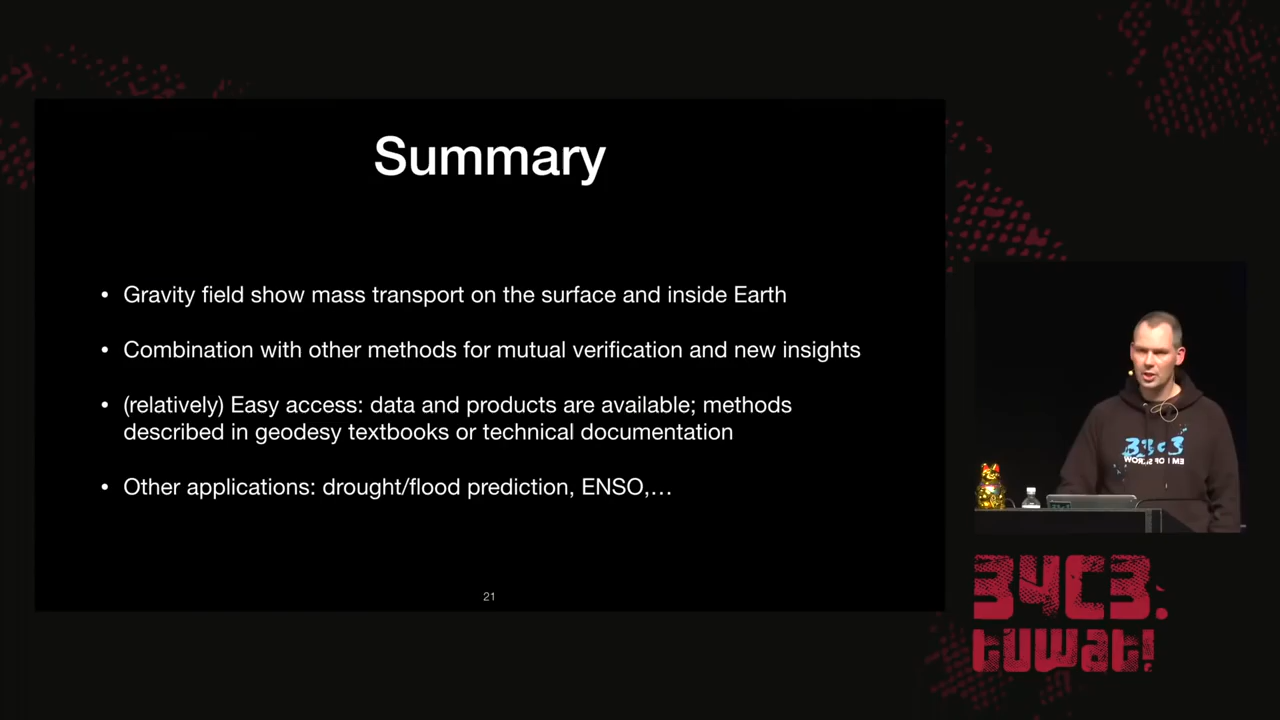 Summary
• Gravity field show mass transport on the surface and inside Earth
• Combination with other methods for mutual verification and new insights
• (relatively) Easy access: data and products are available; methods
described in geodesy textbooks or technical documentation
• Other applications: drought/flood prediction, ENSO,…
21
33c3
34C3.
tuwat!